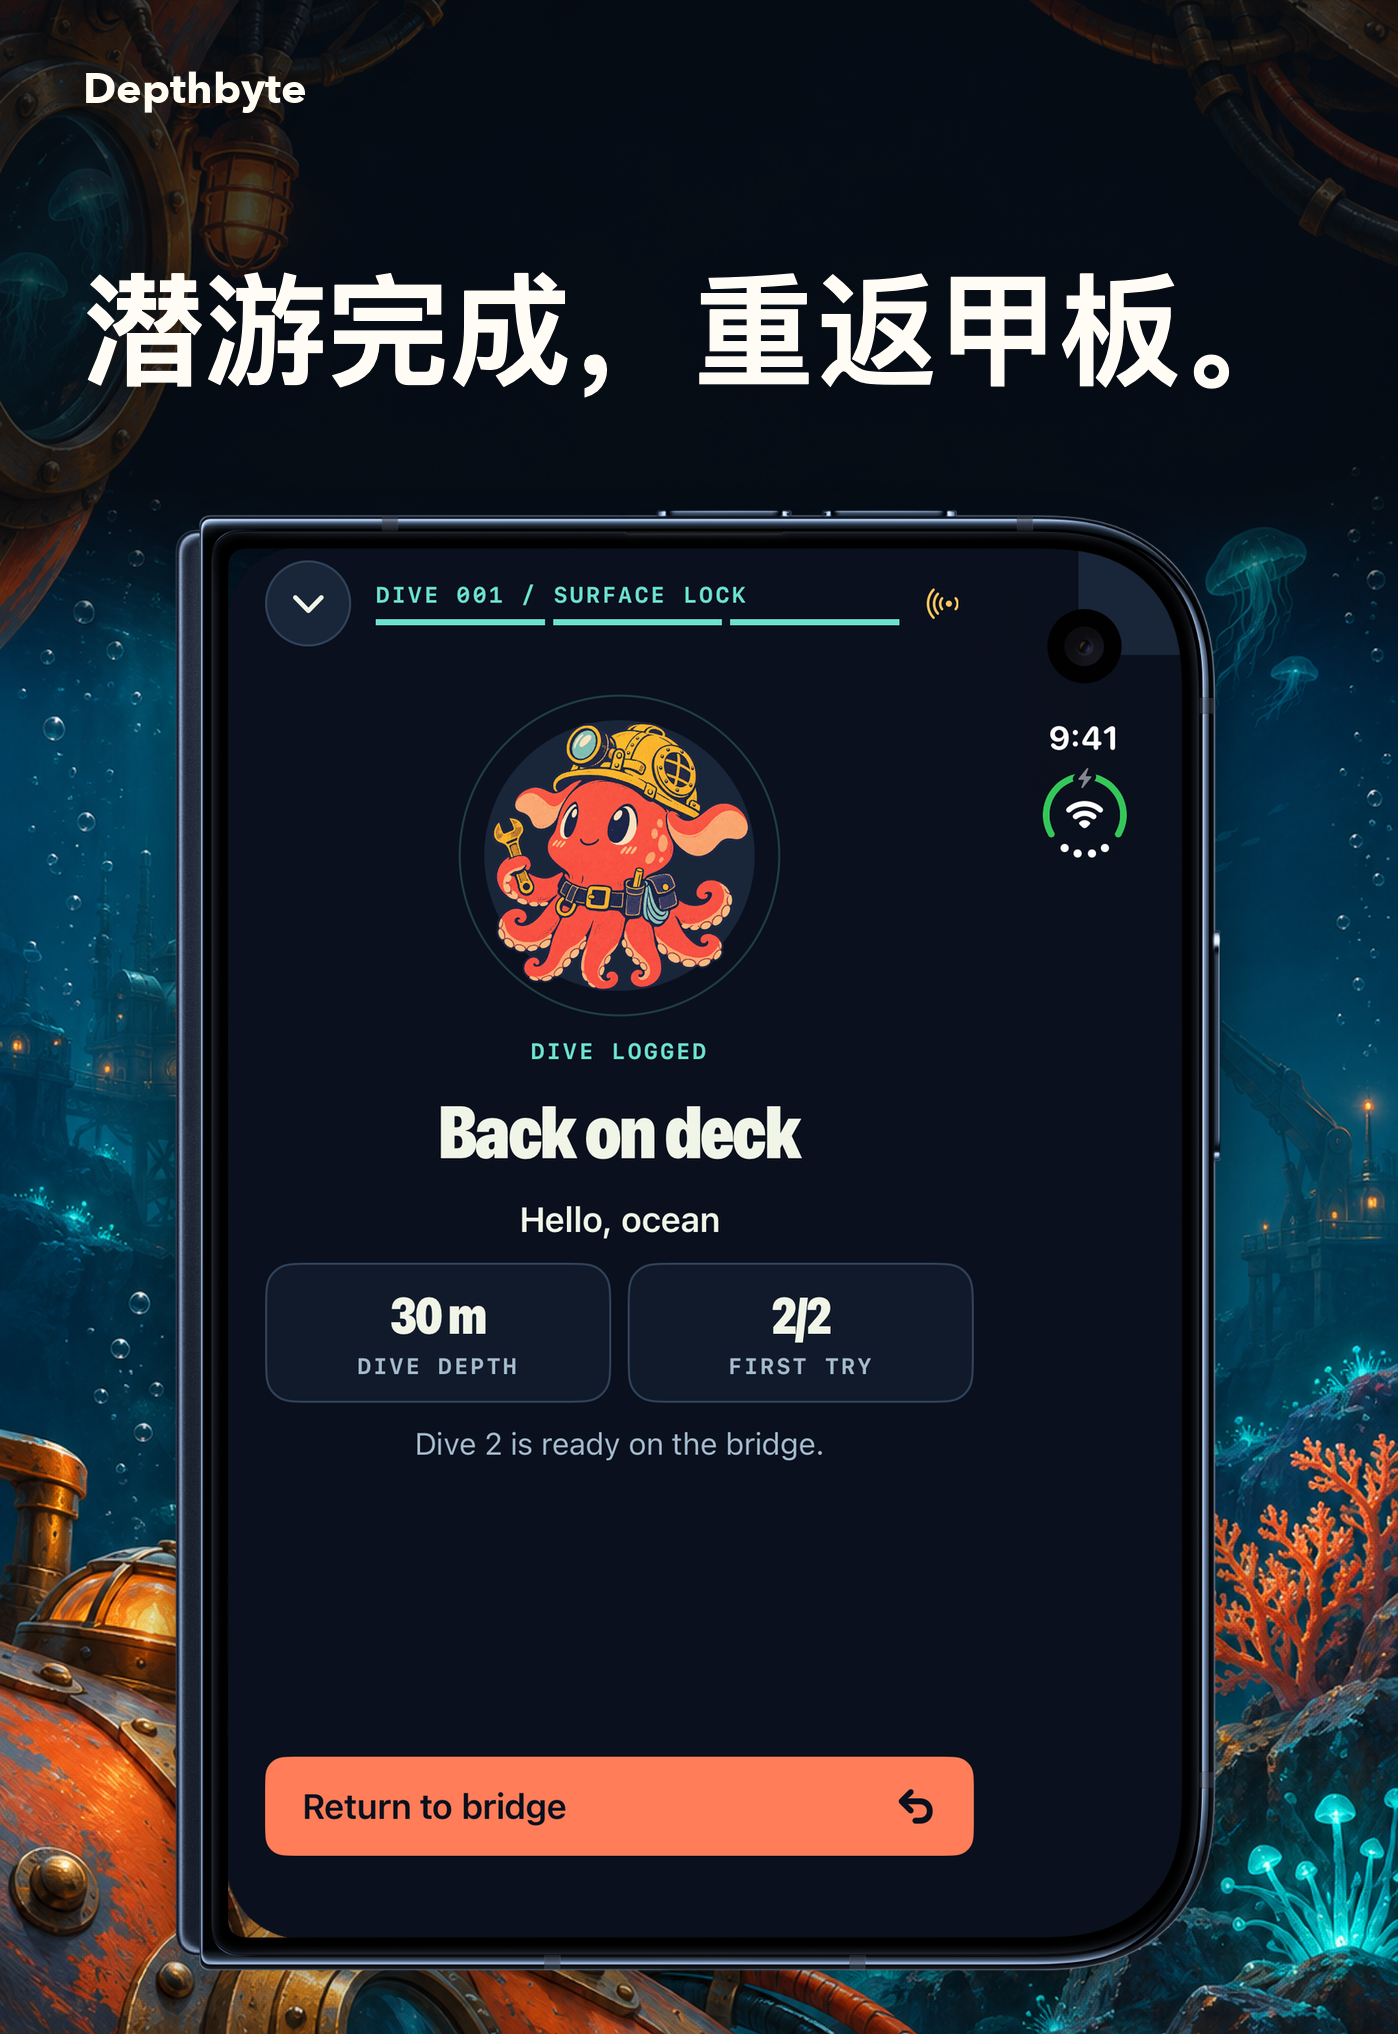 Depthbyte
潜游完成，重返甲板。
DIVE 001 / SURFACE LOCK
9:41
DIVE LOGGED
Back on deck
Hello, ocean
30 m
DIVE DEPTH
2/2
FIRST TRY
Dive 2 is ready on the bridge.
Return to bridge